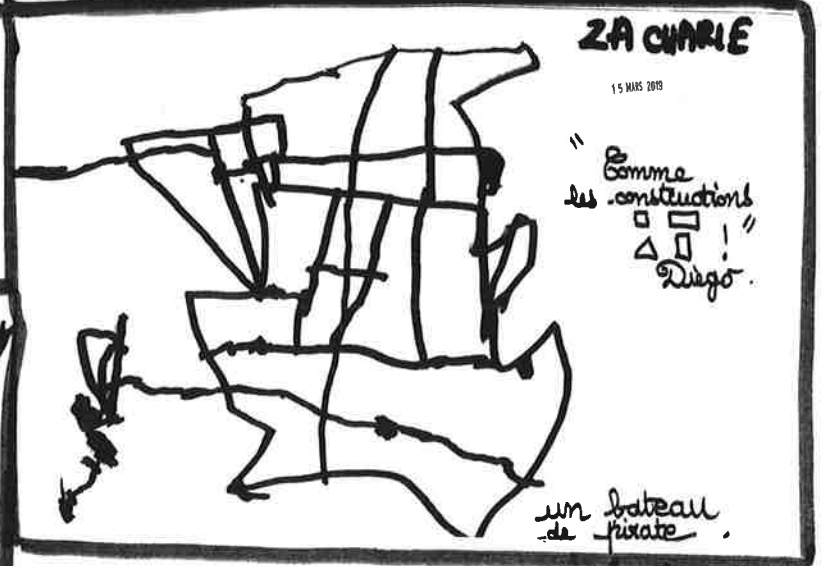 ZACHARIE
15 MARS 2019
"
Comme
les constructions
!"
Diego.
un bateau
de pirate.